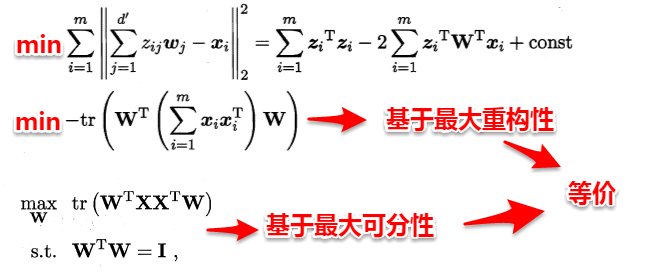 min $\sum_{i=1}^{m} \left\| \sum_{j=1}^{d'} z_{ij} \boldsymbol{w}_j - \boldsymbol{x}_i \right\|_2^2 = \sum_{i=1}^{m} \boldsymbol{z}_i^{\mathrm{T}} \boldsymbol{z}_i - 2 \sum_{i=1}^{m} \boldsymbol{z}_i^{\mathrm{T}} \mathbf{W}^{\mathrm{T}} \boldsymbol{x}_i + \text{const}$
min $-\mathrm{tr} \left( \mathbf{W}^{\mathrm{T}} \left( \sum_{i=1}^{m} \boldsymbol{x}_i \boldsymbol{x}_i^{\mathrm{T}} \right) \mathbf{W} \right)$ 基于最大重构性
等价
$\max_{\mathbf{W}} \ \mathrm{tr} \left( \mathbf{W}^{\mathrm{T}} \mathbf{X} \mathbf{X}^{\mathrm{T}} \mathbf{W} \right)$
基于最大可分性
s.t. $\mathbf{W}^{\mathrm{T}} \mathbf{W} = \mathbf{I}$ ,